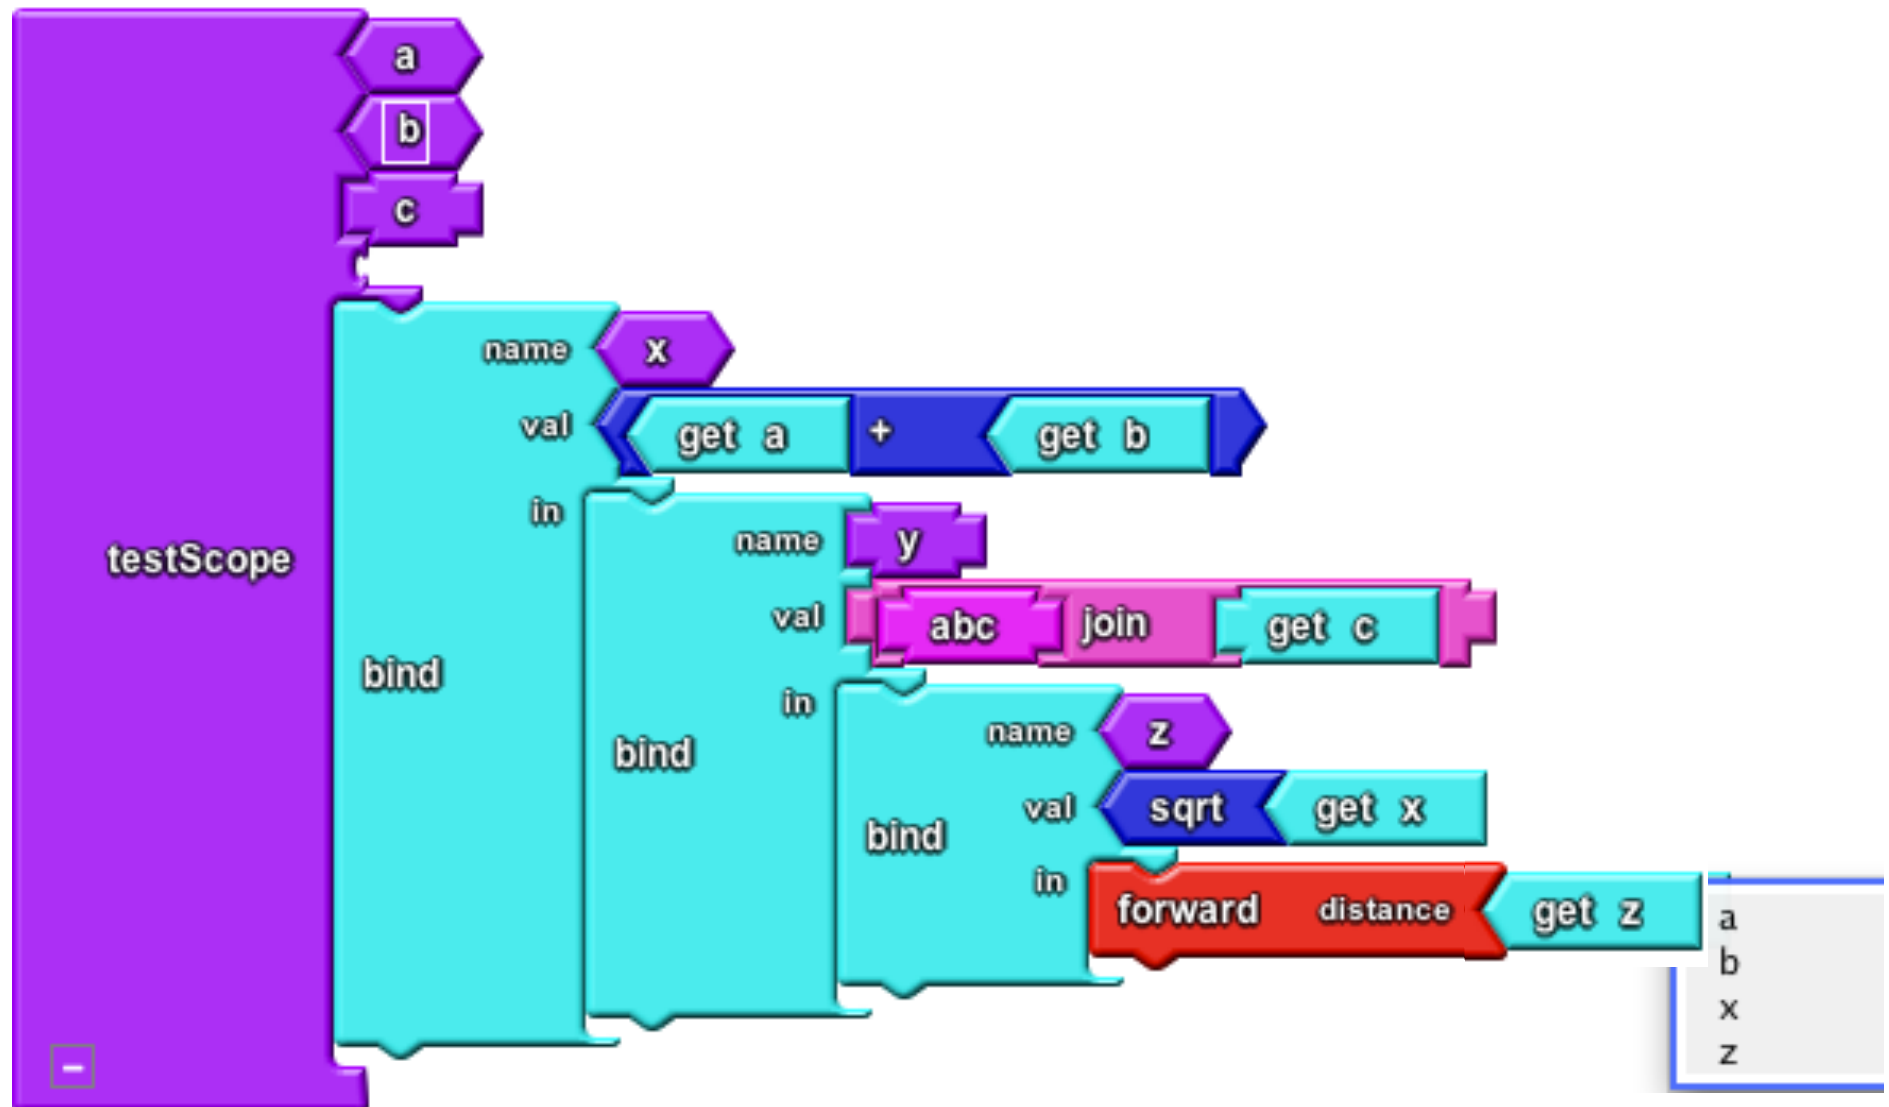 a
b
c
name x
val get a + get b
in
testScope
name y
val abc join get c
bind
in
name z
bind
val sqrt get x
bind
in
forward distance get z
a
b
x
z
−